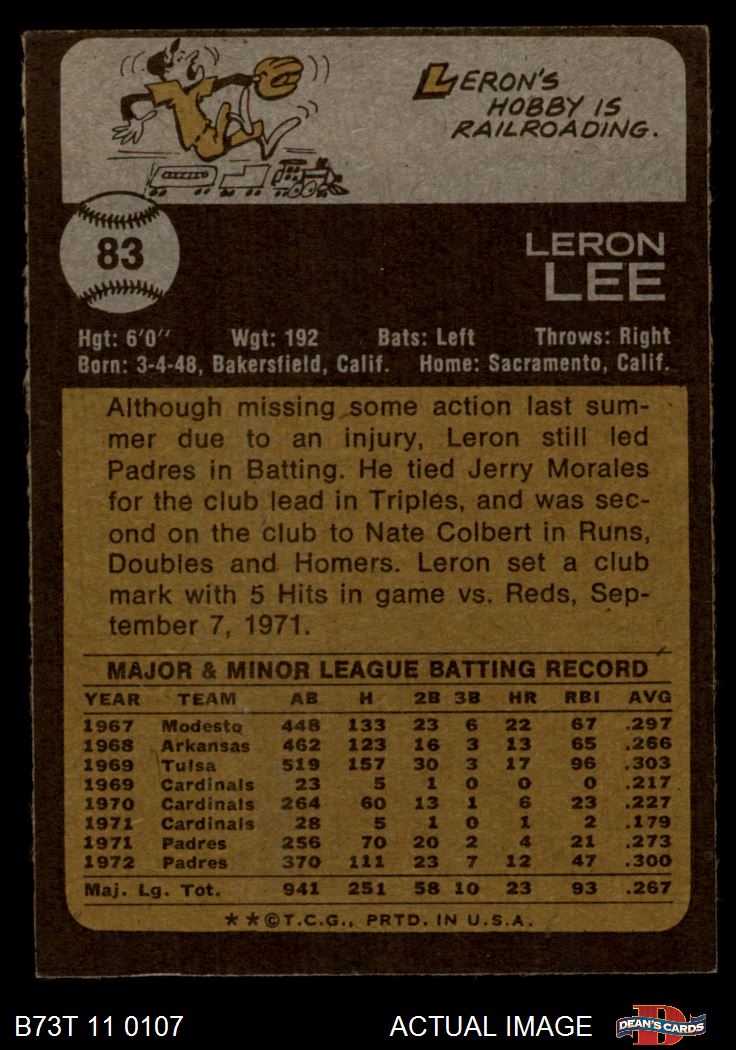 LERON'S
HOBBY IS
RAILROADING.
83
LERON
LEE
Hgt: 6'0" Wgt: 192 Bats: Left Throws: Right
Born: 3-4-48, Bakersfield, Calif. Home: Sacramento, Calif.
Although missing some action last sum-
mer due to an injury, Leron still led
Padres in Batting. He tied Jerry Morales
for the club lead in Triples, and was sec-
ond on the club to Nate Colbert in Runs,
Doubles and Homers. Leron set a club
mark with 5 Hits in game vs. Reds, Sep-
tember 7, 1971.
MAJOR & MINOR LEAGUE BATTING RECORD
YEAR TEAM AB H 2B 3B HR RBI AVG
1967 Modesto 448 133 23 6 22 67 .297
1968 Arkansas 462 123 16 3 13 65 .266
1969 Tulsa 519 157 30 3 17 96 .303
1969 Cardinals 23 5 1 0 0 0 .217
1970 Cardinals 264 60 13 1 6 23 .227
1971 Cardinals 28 5 1 0 1 2 .179
1971 Padres 256 70 20 2 4 21 .273
1972 Padres 370 111 23 7 12 47 .300
Maj. Lg. Tot. 941 251 58 10 23 93 .267
★★©T.C.G., PRTD. IN U.S.A.
B73T 11 0107 ACTUAL IMAGE
D
DEAN'S CARDS